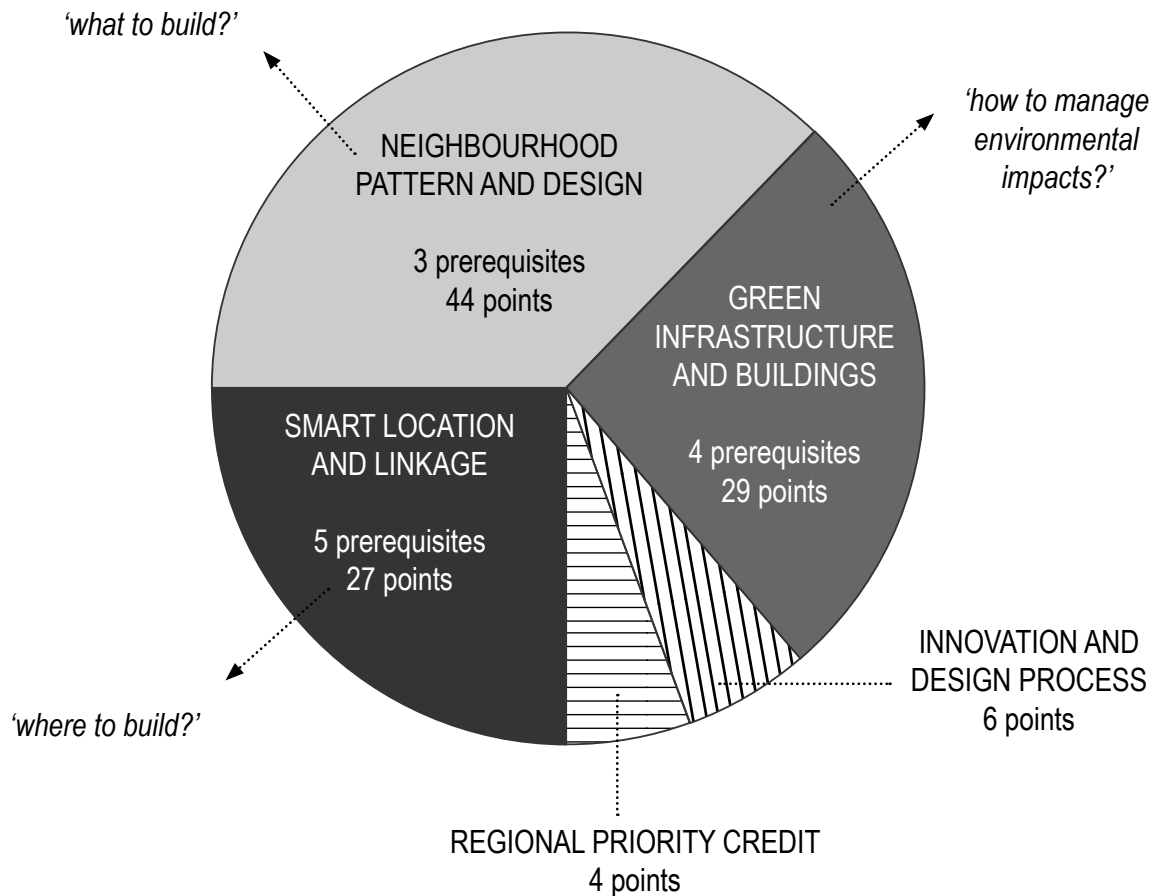 ‘what to build?’
NEIGHBOURHOOD
PATTERN AND DESIGN
3 prerequisites
44 points
‘how to manage
environmental
impacts?’
GREEN
INFRASTRUCTURE
AND BUILDINGS
4 prerequisites
29 points
SMART LOCATION
AND LINKAGE
5 prerequisites
27 points
‘where to build?’
INNOVATION AND
DESIGN PROCESS
6 points
REGIONAL PRIORITY CREDIT
4 points